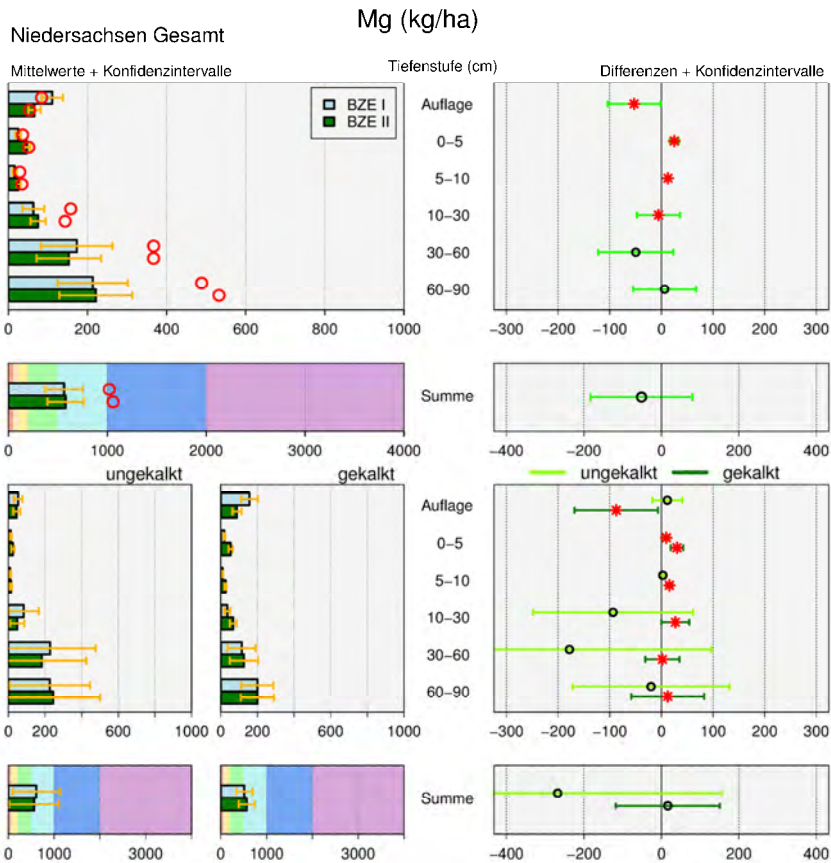 Mg (kg/ha)
Niedersachsen Gesamt
Mittelwerte + Konfidenzintervalle
Tiefenstufe (cm)
Differenzen + Konfidenzintervalle
BZE I
BZE II
Auflage
0–5
5–10
10–30
30–60
60–90
0 200 400 600 800 1000
−300 −200 −100 0 100 200 300
Summe
0 1000 2000 3000 4000
−400 −200 0 200 400
ungekalkt
gekalkt
ungekalkt gekalkt
Auflage
0–5
5–10
10–30
30–60
60–90
0 200 600 1000
0 200 600 1000
−300 −200 −100 0 100 200 300
Summe
0 1000 3000
0 1000 3000
−400 −200 0 200 400